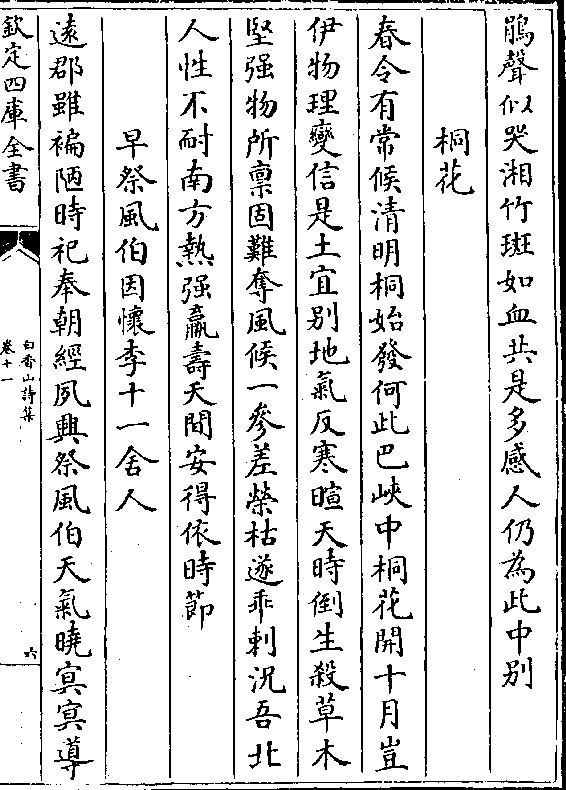 鵑聲似哭湘竹斑如血共是多感人仍為此中別
桐花
春令有常候清明桐始發何此巴峽中桐花開十月豈
伊物理變信是土宜别地氣反寒暄天時倒生殺草木
堅强物所禀固難奪風候一參差榮枯遂乖剌況吾北
人性不耐南方熱强羸壽夭間安得依時節
早祭風伯因懷李十一舍人
逺郡雖褊陋時祀奉朝經夙興祭風伯天氣曉冥冥導
欽定四庫全書
白香山詩集
卷十一
六